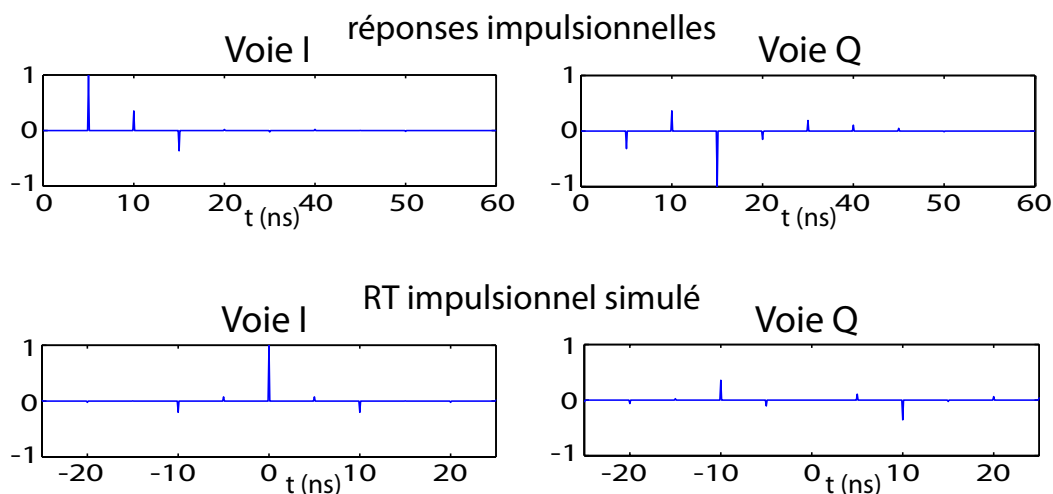 réponses impulsionnelles
Voie I
Voie Q
1
0
-1
0 10 20 30 40 50 60
t (ns)
1
0
-1
0 10 20 30 40 50 60
t (ns)
RT impulsionnel simulé
Voie I
Voie Q
1
0
-1
-20 -10 0 10 20
t (ns)
1
0
-1
-20 -10 0 10 20
t (ns)